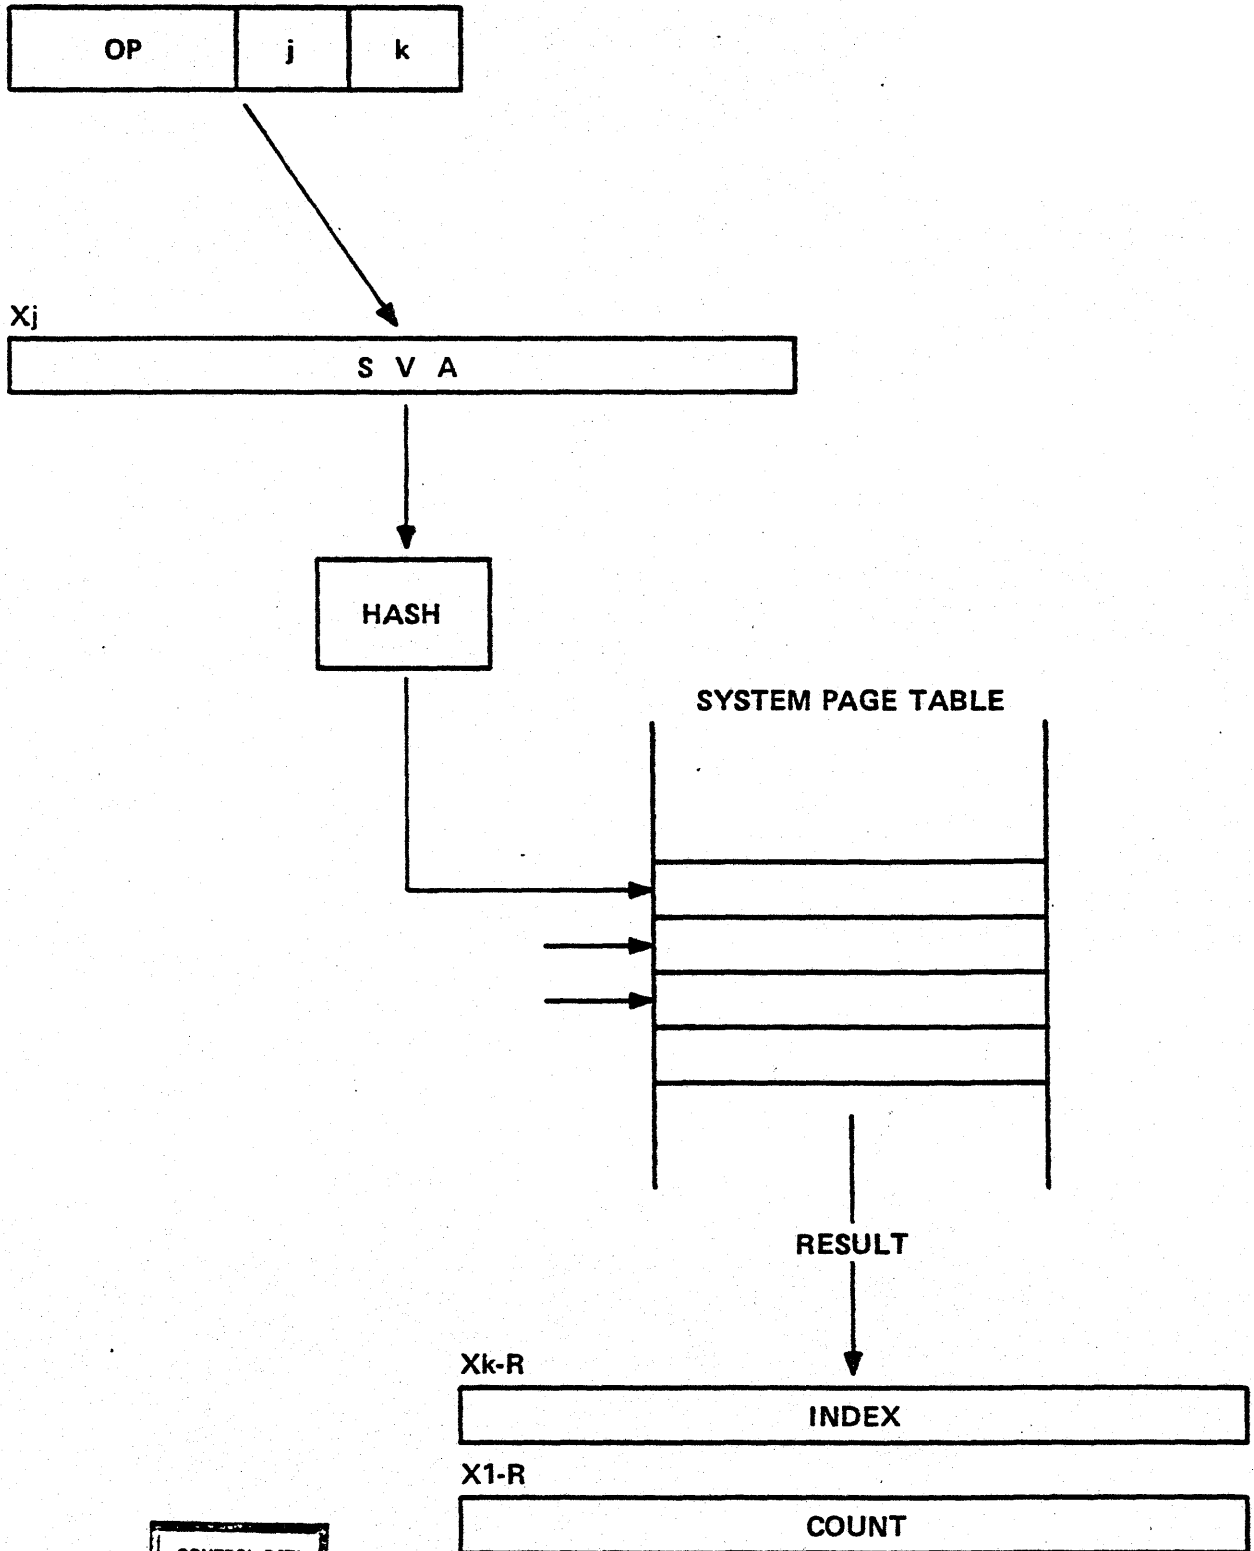 OP j k
Xj
S V A
HASH
SYSTEM PAGE TABLE
RESULT
Xk-R
INDEX
X1-R
COUNT